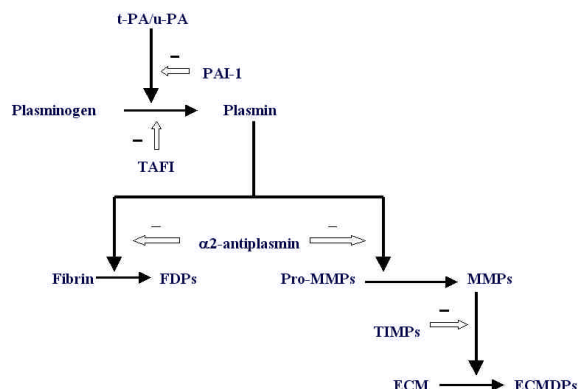 t-PA/u-PA
–
PAI-1
Plasminogen
Plasmin
–
TAFI
–
α2-antiplasmin
–
Fibrin
FDPs
Pro-MMPs
MMPs
–
TIMPs
ECM
ECMDPs